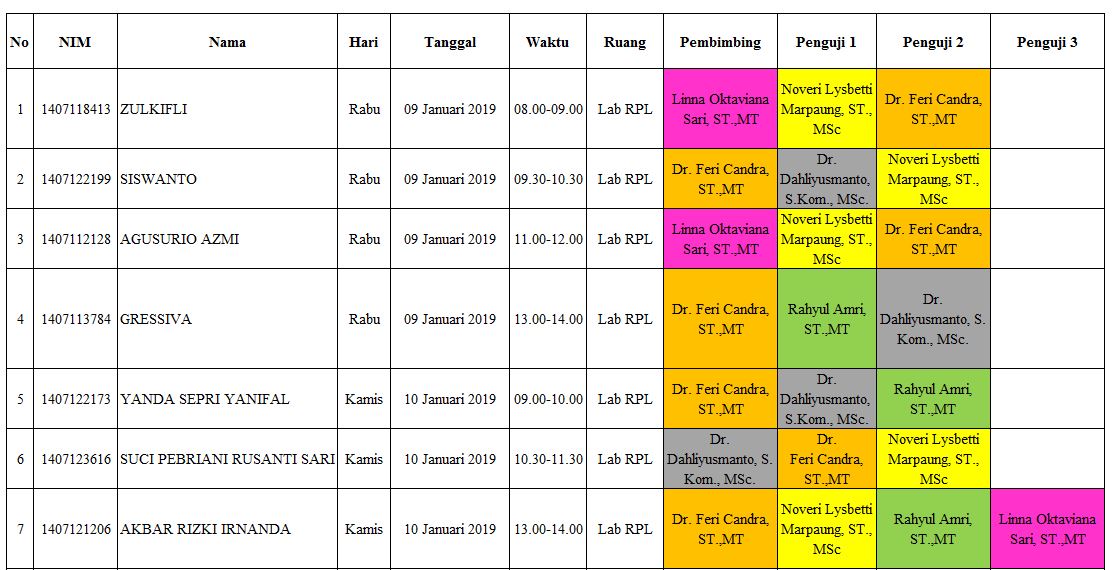 No NIM Nama Hari Tanggal Waktu Ruang Pembimbing Penguji 1 Penguji 2 Penguji 3
1 1407118413 ZULKIFLI Rabu 09 Januari 2019 08.00-09.00 Lab RPL Linna Oktaviana Sari, ST.,MT Noveri Lysbetti Marpaung, ST., MSc Dr. Feri Candra, ST.,MT
2 1407122199 SISWANTO Rabu 09 Januari 2019 09.30-10.30 Lab RPL Dr. Feri Candra, ST.,MT Dr. Dahliyusmanto, S.Kom., MSc. Noveri Lysbetti Marpaung, ST., MSc
3 1407112128 AGUSURIO AZMI Rabu 09 Januari 2019 11.00-12.00 Lab RPL Linna Oktaviana Sari, ST.,MT Noveri Lysbetti Marpaung, ST., MSc Dr. Feri Candra, ST.,MT
4 1407113784 GRESSIVA Rabu 09 Januari 2019 13.00-14.00 Lab RPL Dr. Feri Candra, ST.,MT Rahyul Amri, ST.,MT Dr. Dahliyusmanto, S. Kom., MSc.
5 1407122173 YANDA SEPRI YANIFAL Kamis 10 Januari 2019 09.00-10.00 Lab RPL Dr. Feri Candra, ST.,MT Dr. Dahliyusmanto, S.Kom., MSc. Rahyul Amri, ST.,MT
6 1407123616 SUCI PEBRIANI RUSANTI SARI Kamis 10 Januari 2019 10.30-11.30 Lab RPL Dr. Dahliyusmanto, S. Kom., MSc. Dr. Feri Candra, ST.,MT Noveri Lysbetti Marpaung, ST., MSc
7 1407121206 AKBAR RIZKI IRNANDA Kamis 10 Januari 2019 13.00-14.00 Lab RPL Dr. Feri Candra, ST.,MT Noveri Lysbetti Marpaung, ST., MSc Rahyul Amri, ST.,MT Linna Oktaviana Sari, ST.,MT